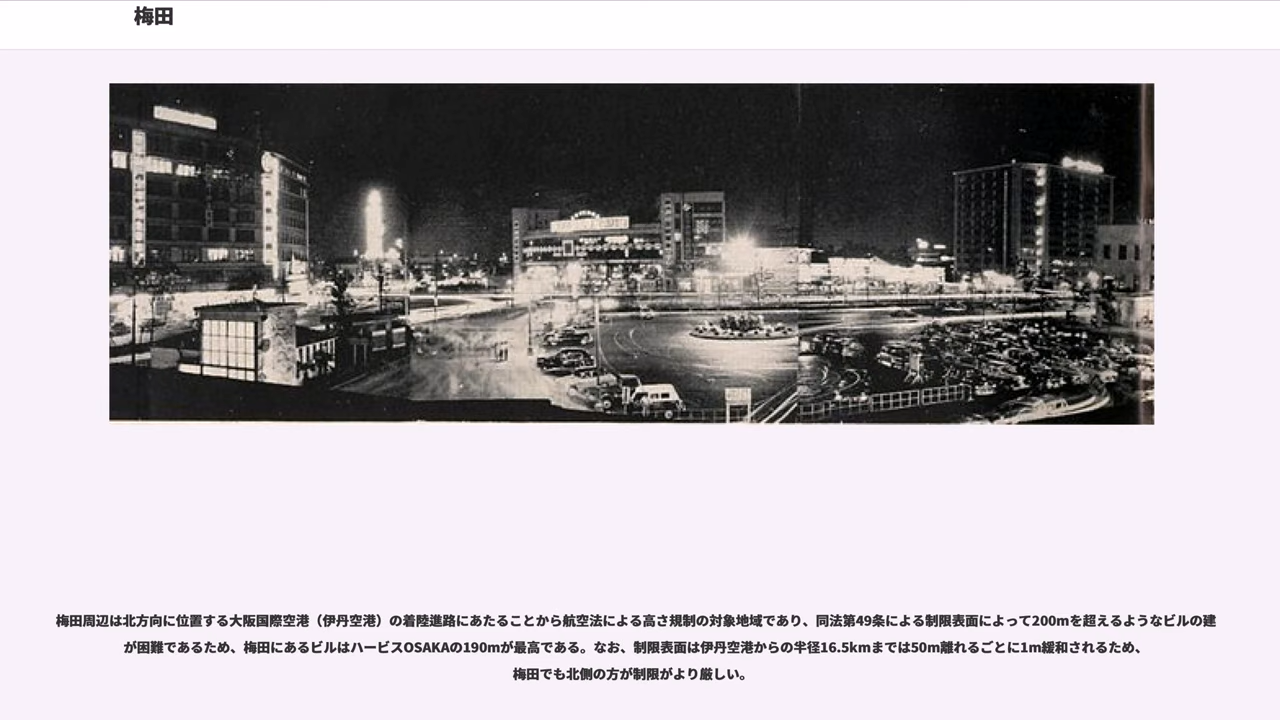 梅田
梅田周辺は北方向に位置する大阪国際空港（伊丹空港）の着陸進路にあたることから航空法による高さ規制の対象地域であり、同法第49条による制限表面によって200mを超えるようなビルの建
が困難であるため、梅田にあるビルはハービスOSAKAの190mが最高である。なお、制限表面は伊丹空港からの半径16.5kmまでは50m離れるごとに1m緩和されるため、
梅田でも北側の方が制限がより厳しい。